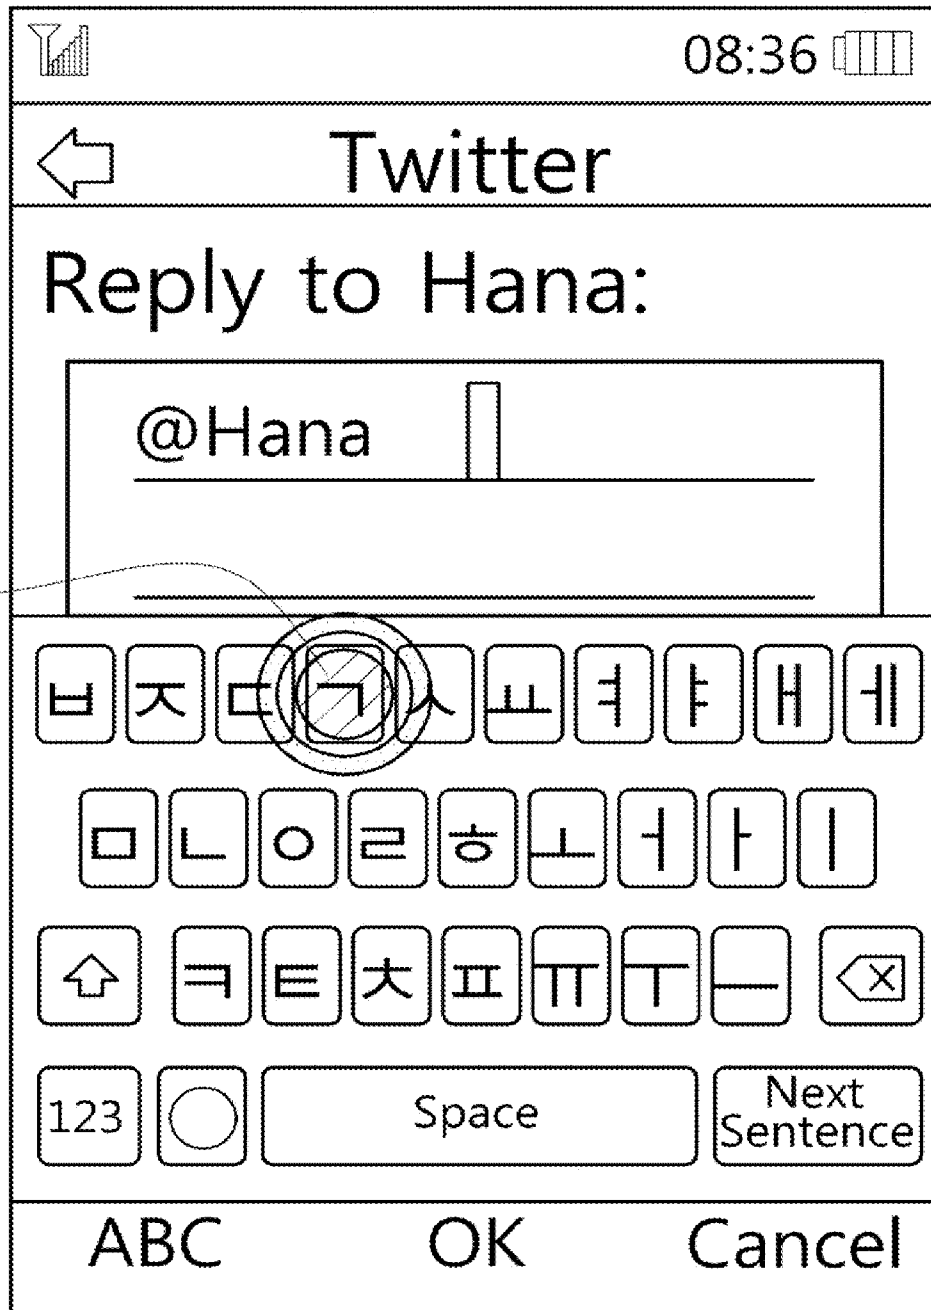 08:36
Twitter
Reply to Hana:
@Hana
ㅂ ㅈ ㄷ ㄱ ㅅ ㅛ ㅕ ㅑ ㅐ ㅔ
ㅁ ㄴ ㅇ ㄹ ㅎ ㅗ ㅓ ㅏ ㅣ
ㅋ ㅌ ㅊ ㅍ ㅠ ㅜ ㅡ
123 Space Next Sentence
ABC OK Cancel